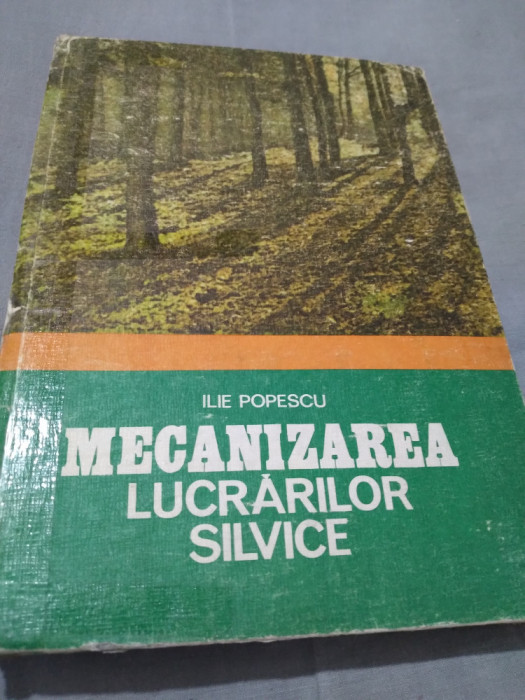 ILIE POPESCU
MECANIZAREA
LUCRĂRILOR
SILVICE